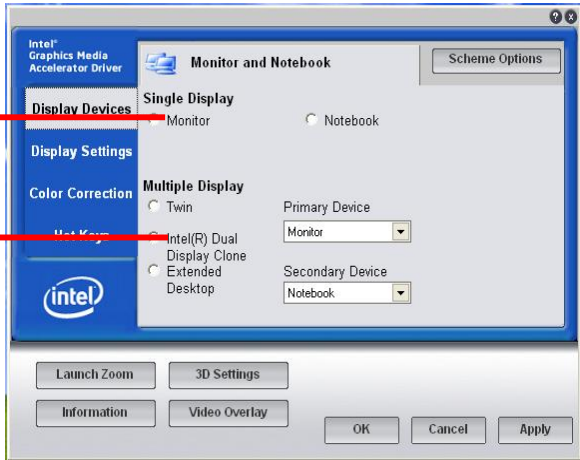 Intel®
Graphics Media
Accelerator Driver
Monitor and Notebook
Scheme Options
Display Devices
Single Display
Monitor
Notebook
Display Settings
Color Correction
Multiple Display
Twin
Primary Device
Hot Keys
Intel(R) Dual
Display Clone
Monitor
Extended
Desktop
Secondary Device
Notebook
intel
Launch Zoom
3D Settings
Information
Video Overlay
OK
Cancel
Apply